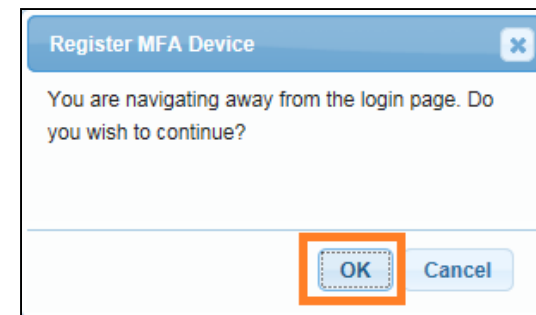 Register MFA Device
You are navigating away from the login page. Do
you wish to continue?
OK
Cancel